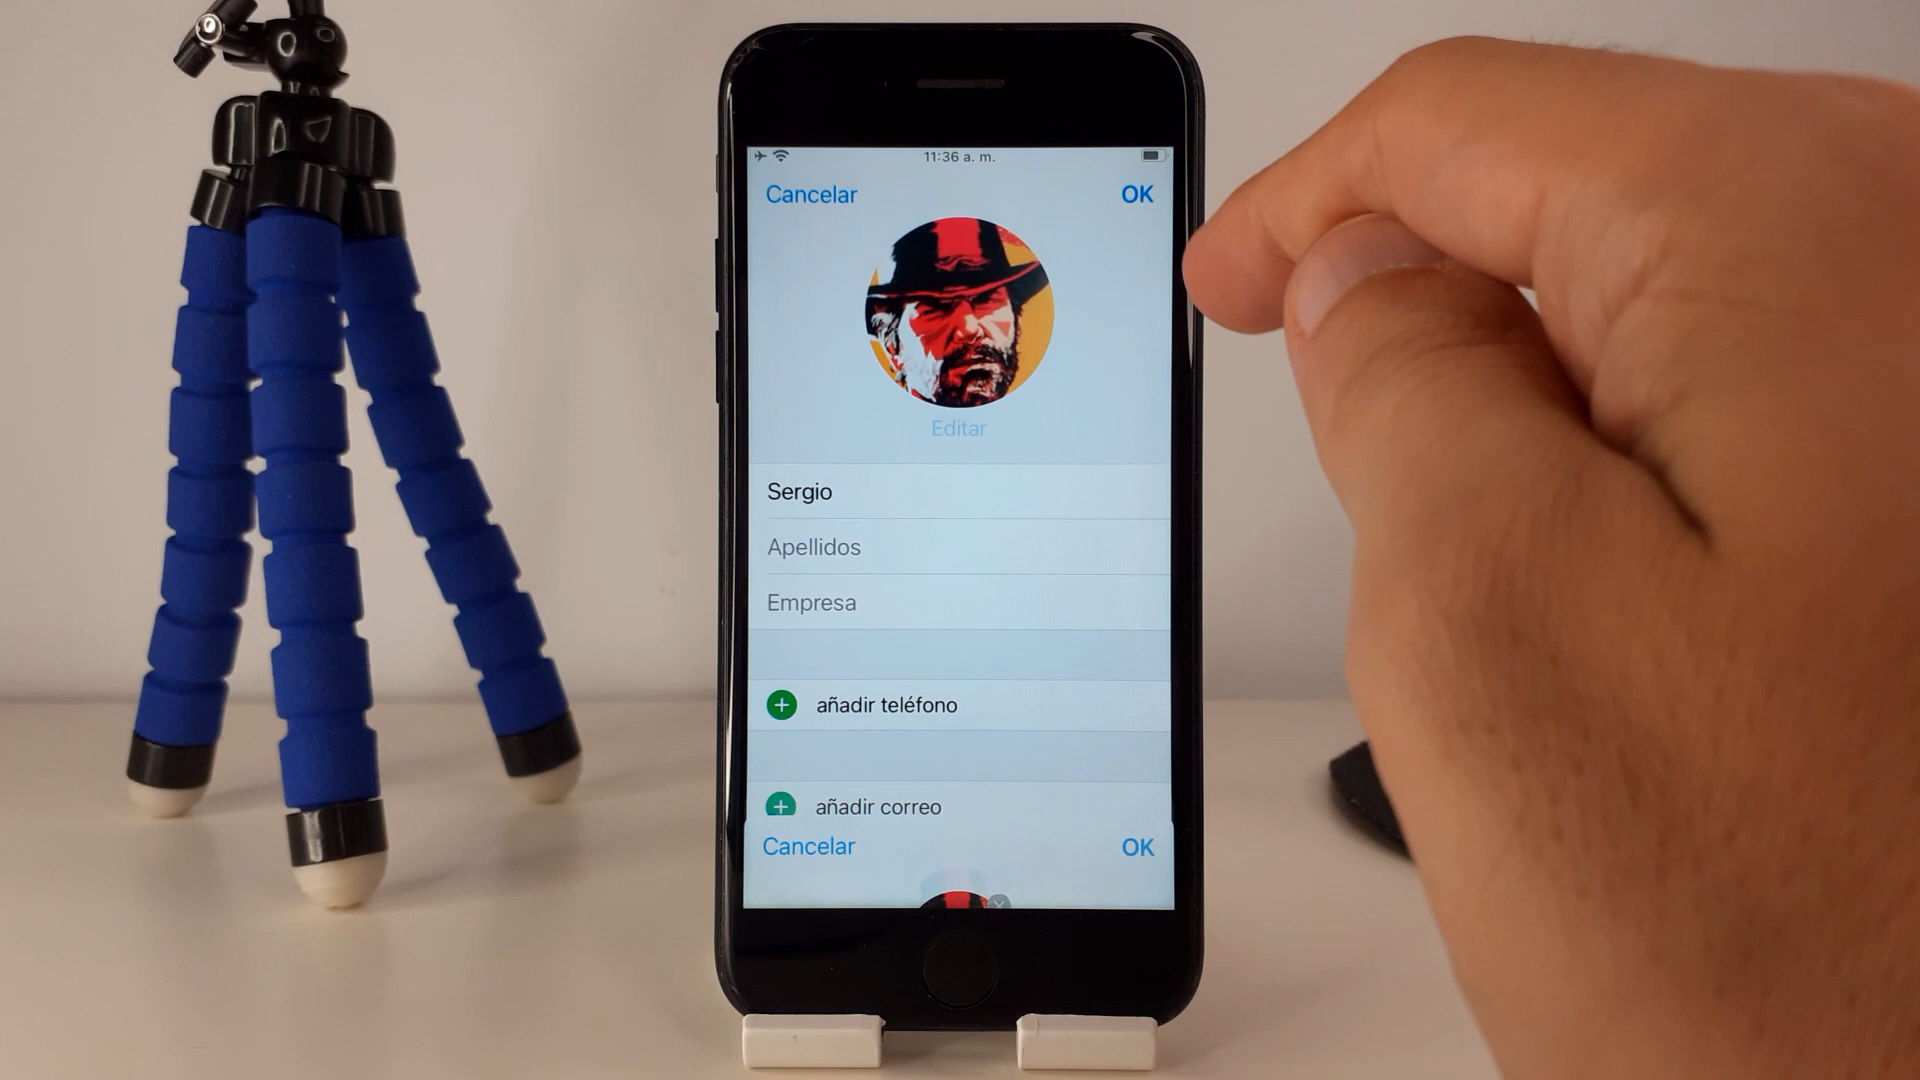 11:36 a. m.
Cancelar OK
Editar
Sergio
Apellidos
Empresa
añadir teléfono
añadir correo
Cancelar OK